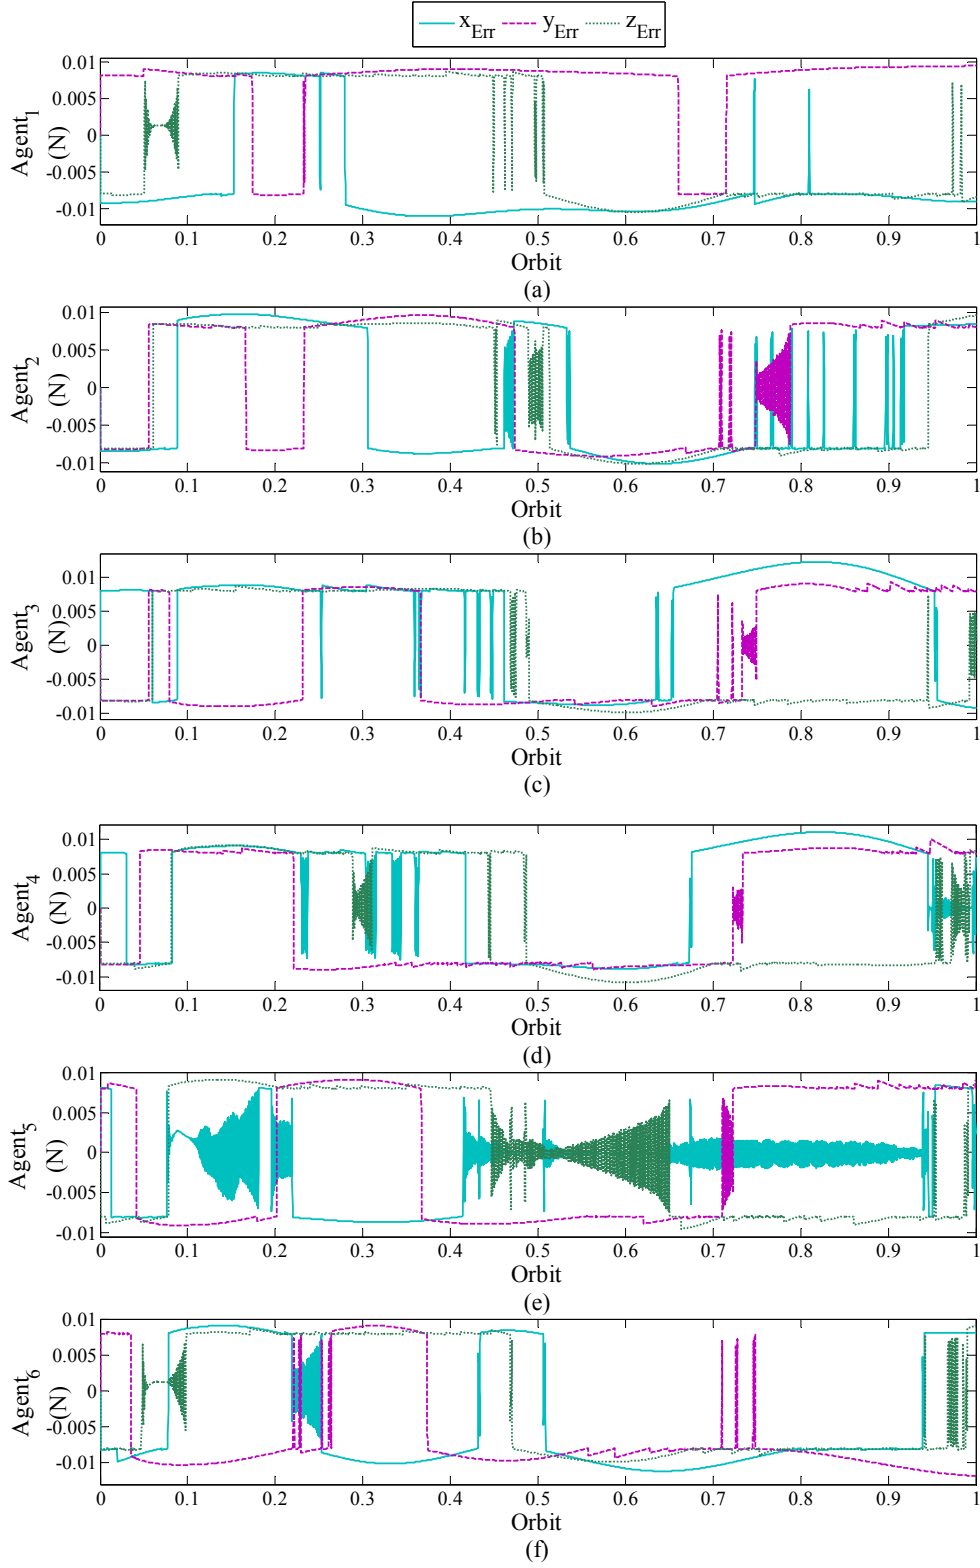 x_Err y_Err z_Err
Agent_1 (N)
0.01
0.005
0
-0.005
-0.01
0 0.1 0.2 0.3 0.4 0.5 0.6 0.7 0.8 0.9 1
Orbit
(a)
Agent_2 (N)
0.01
0.005
0
-0.005
-0.01
0 0.1 0.2 0.3 0.4 0.5 0.6 0.7 0.8 0.9 1
Orbit
(b)
Agent_3 (N)
0.01
0.005
0
-0.005
-0.01
0 0.1 0.2 0.3 0.4 0.5 0.6 0.7 0.8 0.9 1
Orbit
(c)
Agent_4 (N)
0.01
0.005
0
-0.005
-0.01
0 0.1 0.2 0.3 0.4 0.5 0.6 0.7 0.8 0.9 1
Orbit
(d)
Agent_5 (N)
0.01
0.005
0
-0.005
-0.01
0 0.1 0.2 0.3 0.4 0.5 0.6 0.7 0.8 0.9 1
Orbit
(e)
Agent_6 (N)
0.01
0.005
0
-0.005
-0.01
0 0.1 0.2 0.3 0.4 0.5 0.6 0.7 0.8 0.9 1
Orbit
(f)